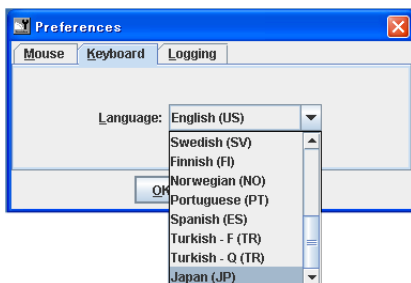 Preferences
Mouse Keyboard Logging
Language: English (US)
Swedish (SV)
Finnish (FI)
Norwegian (NO)
Portuguese (PT)
Spanish (ES)
Turkish - F (TR)
OK Turkish - Q (TR)
Japan (JP)